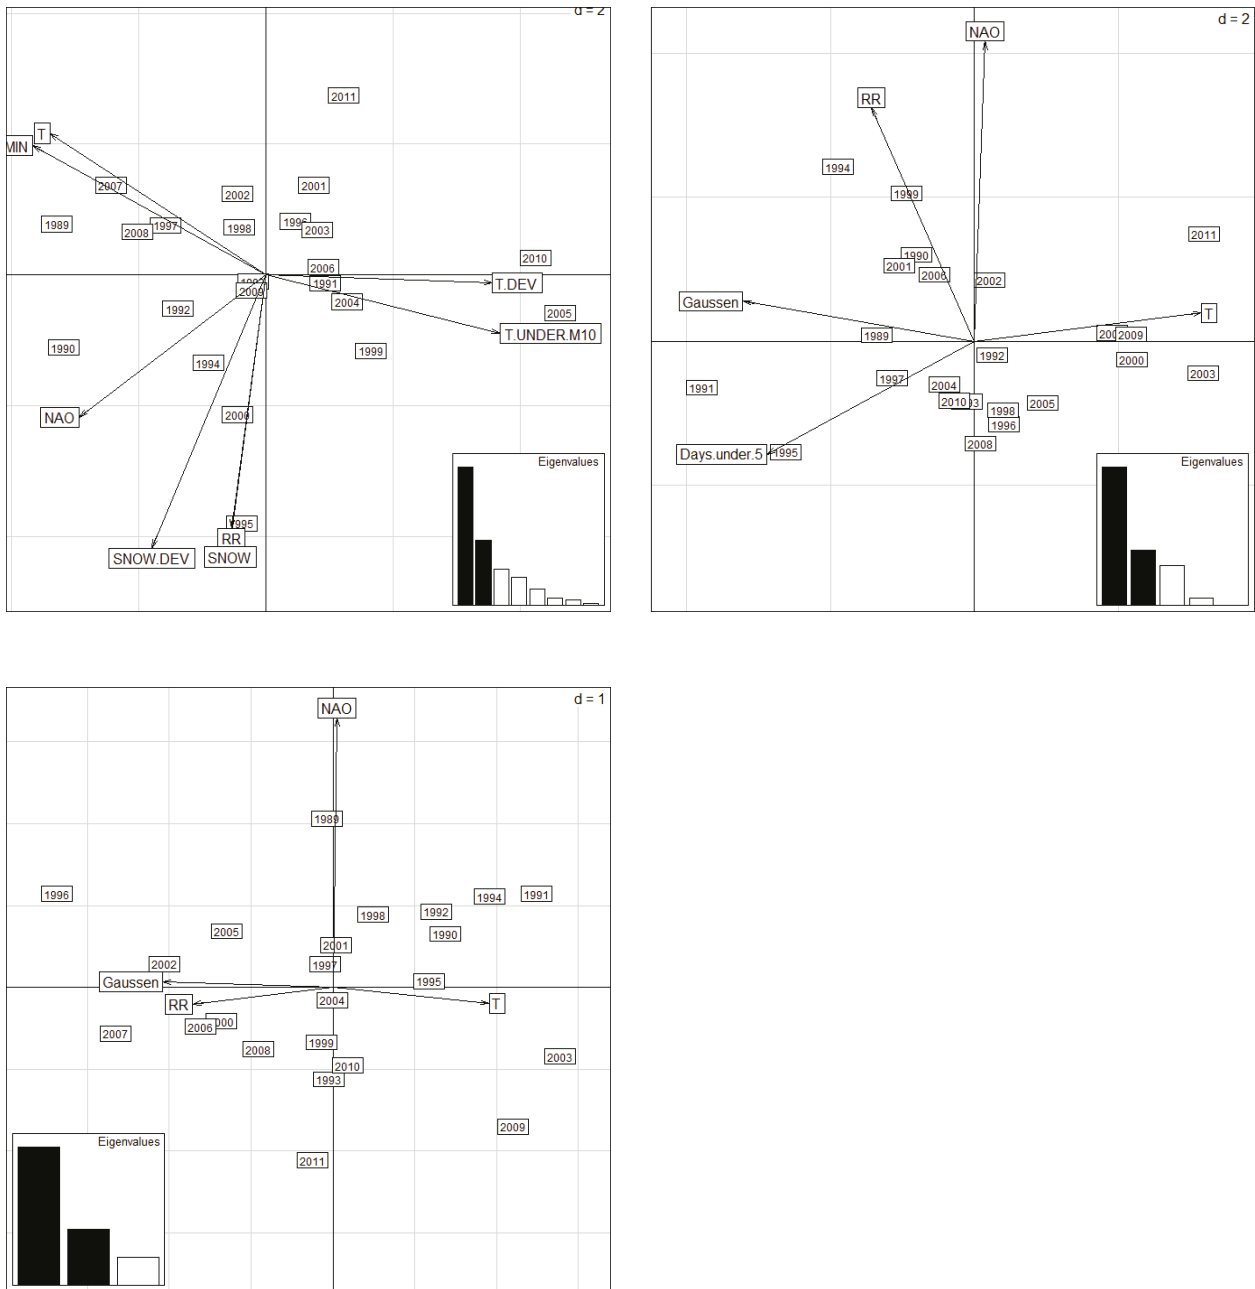 d = 2
2011
T
MIN
2007
2002
2001
1989
2008
1997
1998
1996
2003
2006
2010
T.DEV
1991
2009
2004
1992
2005
T.UNDER.M10
1990
1994
1999
NAO
2000
Eigenvalues
1995
RR
SNOW.DEV
SNOW
d = 2
NAO
RR
1994
1999
2011
1990
2001
2006
2002
Gaussen
T
1989
2009
1992
2000
1997
2003
1991
2004
2010
2005
1998
1996
2008
Days.under.5
1995
Eigenvalues
d = 1
NAO
1989
1996
1994
1991
1998
1992
2005
1990
2001
2002
1997
Gaussen
1995
RR
2004
T
2006
2007
1999
2008
2003
2010
1993
2009
Eigenvalues
2011